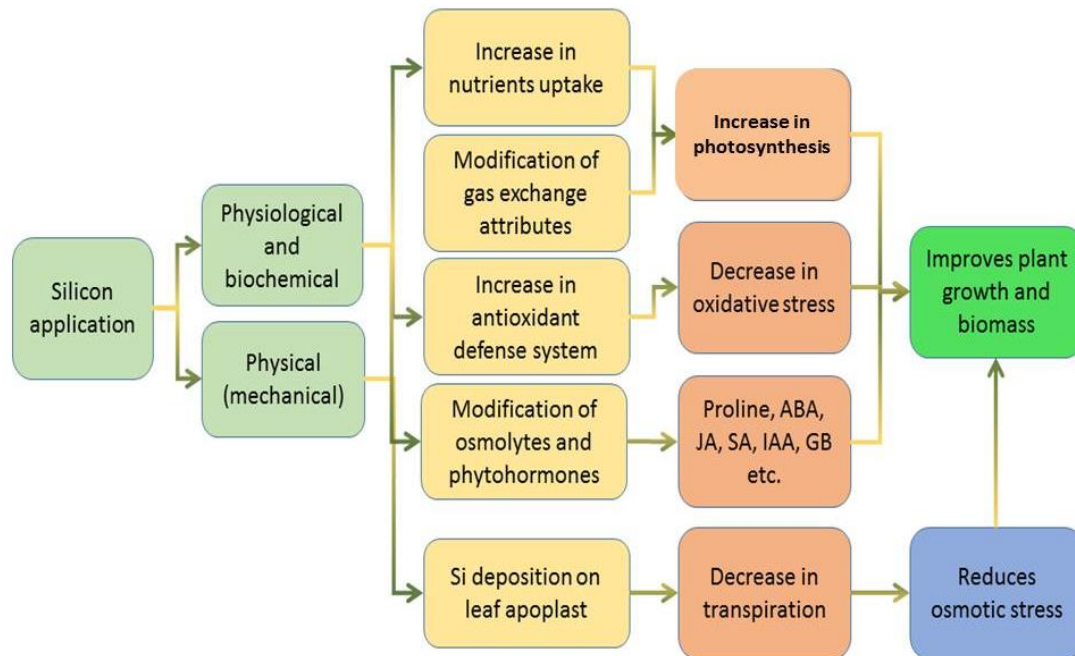 Silicon
application
Physiological
and
biochemical
Physical
(mechanical)
Increase in
nutrients uptake
Modification of
gas exchange
attributes
Increase in
antioxidant
defense system
Modification of
osmolytes and
phytohormones
Si deposition on
leaf apoplast
Increase in
photosynthesis
Decrease in
oxidative stress
Proline, ABA,
JA, SA, IAA, GB
etc.
Decrease in
transpiration
Improves plant
growth and
biomass
Reduces
osmotic stress